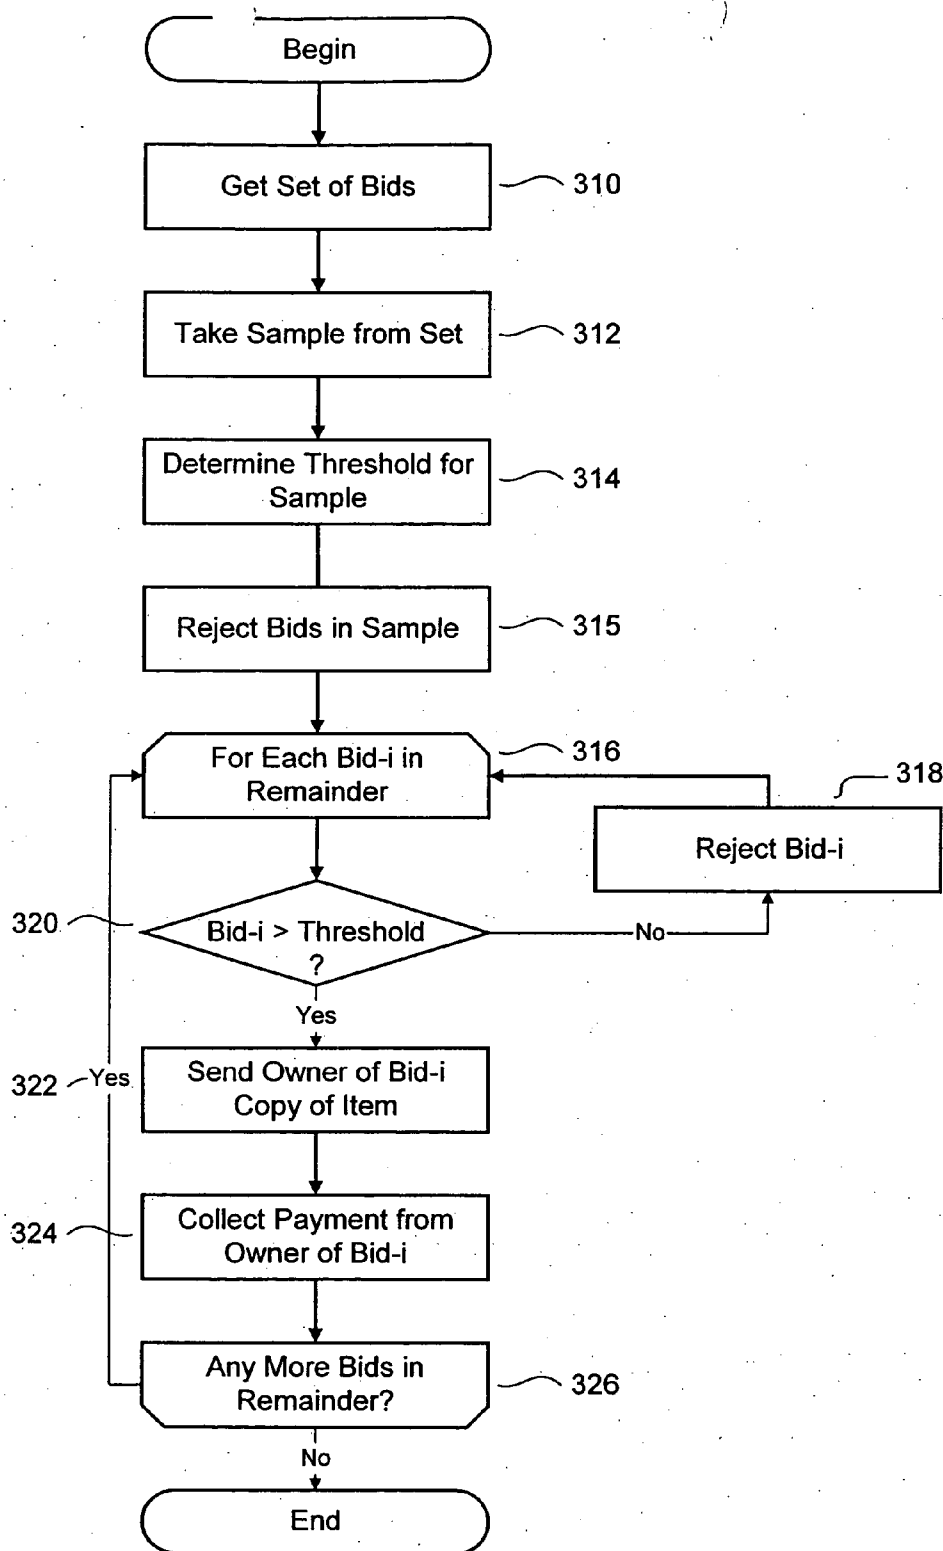 Begin
Get Set of Bids
310
Take Sample from Set
312
Determine Threshold for
Sample
314
Reject Bids in Sample
315
For Each Bid-i in
Remainder
316
318
Reject Bid-i
320
Bid-i > Threshold
?
No
Yes
322
Yes
Send Owner of Bid-i
Copy of Item
324
Collect Payment from
Owner of Bid-i
Any More Bids in
Remainder?
326
No
End